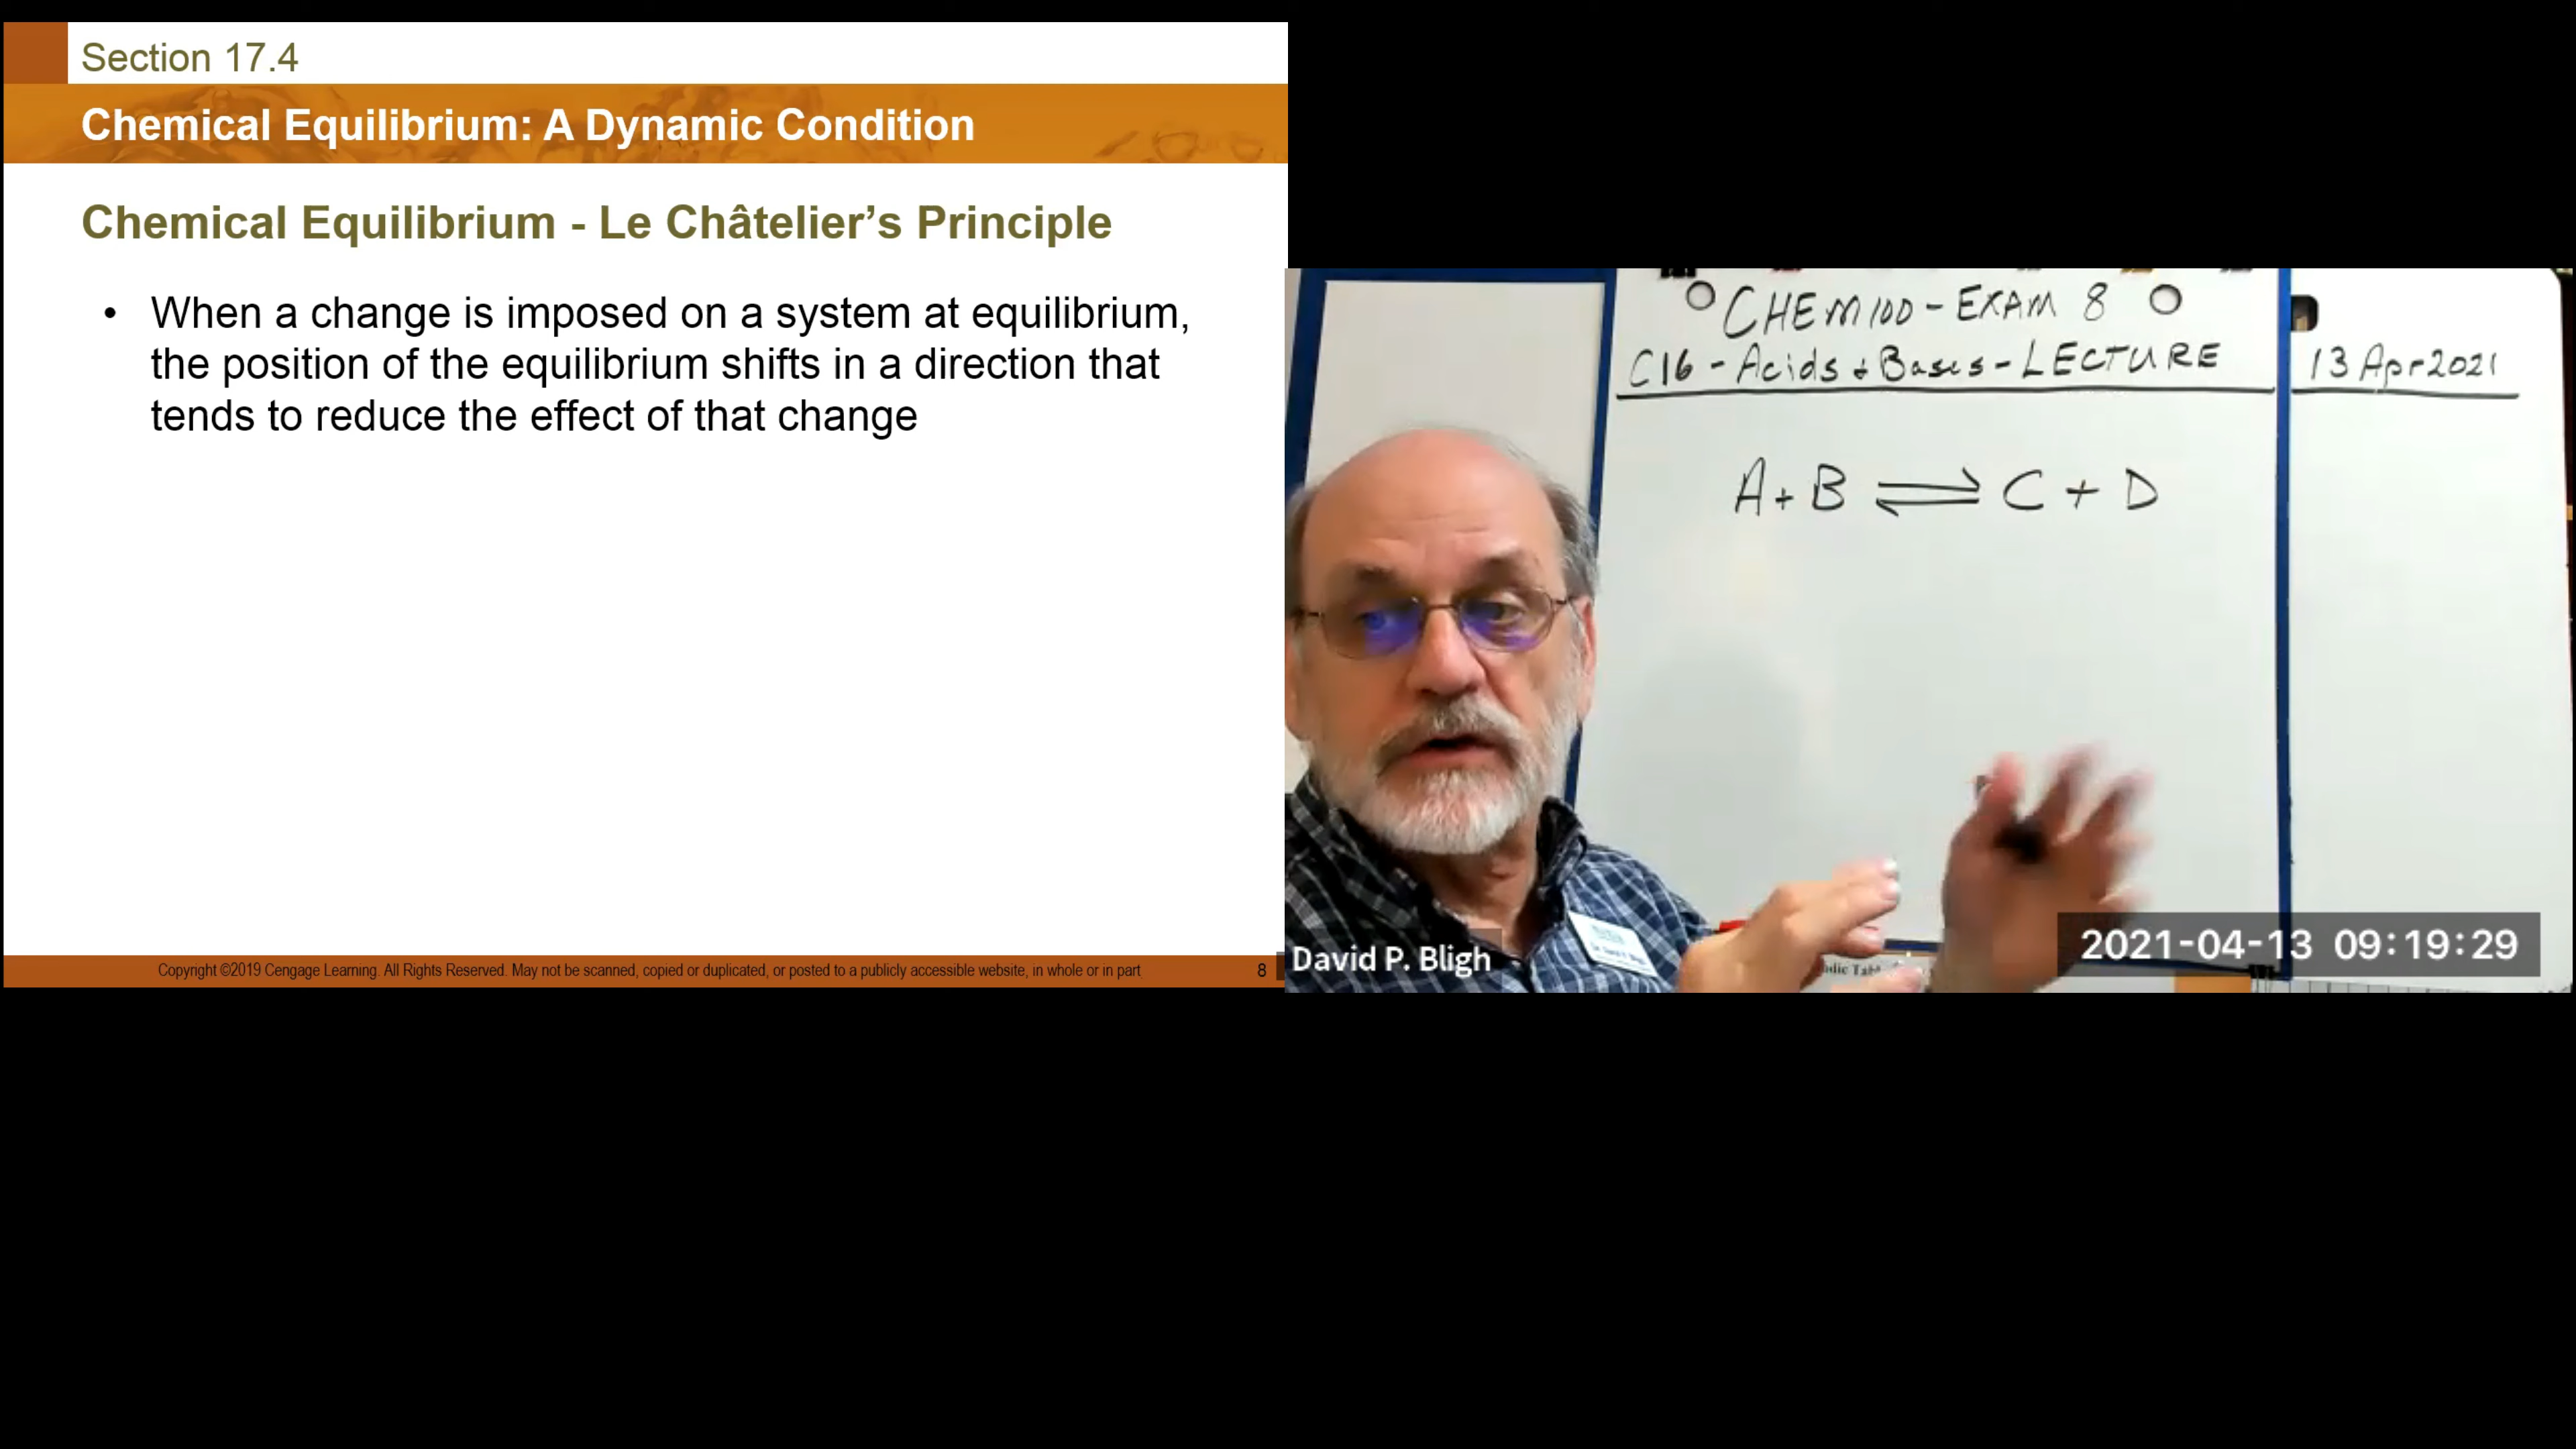 Section 17.4
Chemical Equilibrium: A Dynamic Condition
Chemical Equilibrium - Le Châtelier’s Principle
• When a change is imposed on a system at equilibrium,
the position of the equilibrium shifts in a direction that
tends to reduce the effect of that change
Copyright ©2019 Cengage Learning. All Rights Reserved. May not be scanned, copied or duplicated, or posted to a publicly accessible website, in whole or in part
8
CHEM 100 - EXAM 8
C16 - Acids + Bases - LECTURE
13 Apr 2021
A + B ⇌ C + D
David P. Bligh
2021-04-13 09:19:29